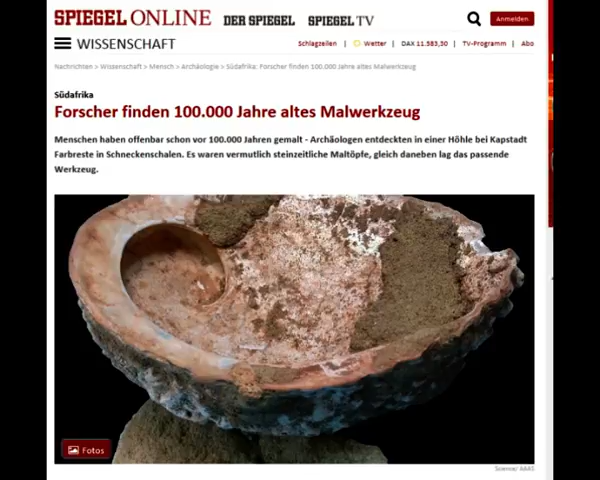 SPIEGEL ONLINE DER SPIEGEL SPIEGEL TV Anmelden
WISSENSCHAFT Schlagzeilen | Wetter | DAX 11.383,30 | TV-Programm | Abo
Nachrichten > Wissenschaft > Mensch > Archäologie > Südafrika: Forscher finden 100.000 Jahre altes Malwerkzeug
Südafrika
Forscher finden 100.000 Jahre altes Malwerkzeug
Menschen haben offenbar schon vor 100.000 Jahren gemalt - Archäologen entdeckten in einer Höhle bei Kapstadt
Farbreste in Schneckenschalen. Es waren vermutlich steinzeitliche Maltöpfe, gleich daneben lag das passende
Werkzeug.
Fotos
Science/ AAAS